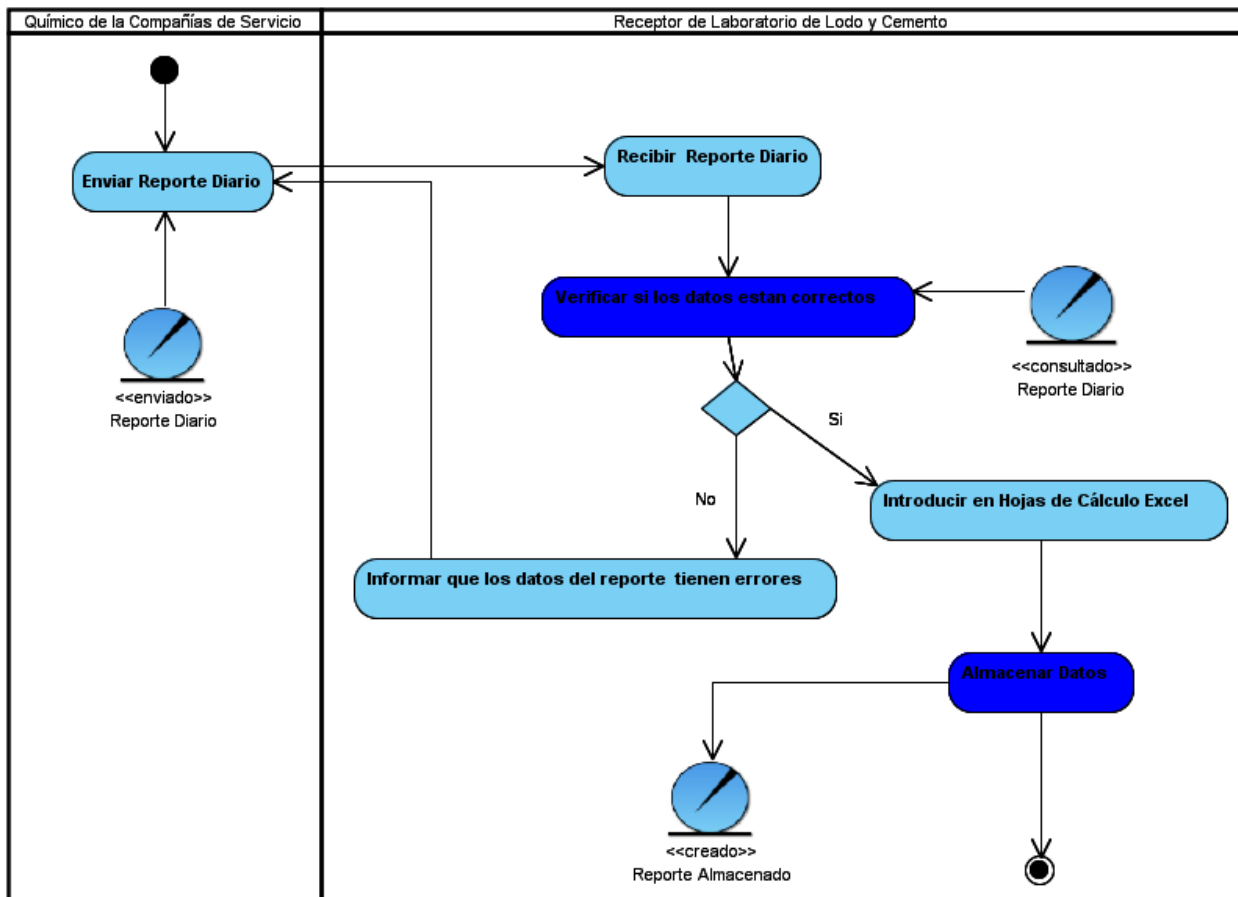 Químico de la Compañías de Servicio
Receptor de Laboratorio de Lodo y Cemento
Enviar Reporte Diario
Recibir Reporte Diario
<<enviado>>
Reporte Diario
Verificar si los datos estan correctos
<<consultado>>
Reporte Diario
Si
No
Introducir en Hojas de Cálculo Excel
Informar que los datos del reporte tienen errores
Almacenar Datos
<<creado>>
Reporte Almacenado